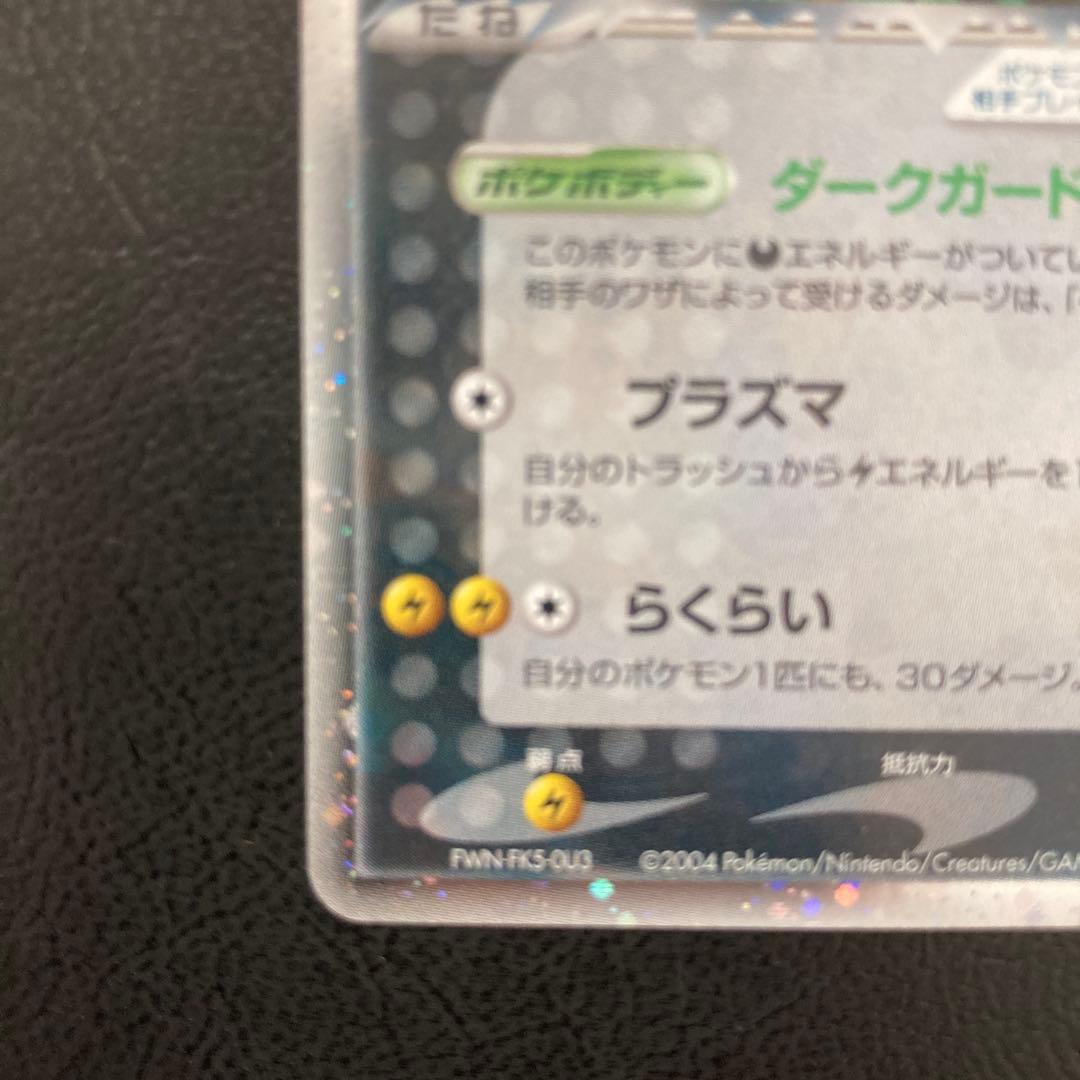 たね
ポケモ
相手プレ
ポケボディー ダークガード
このポケモンにエネルギーがついてい
相手のワザによって受けるダメージは、「
プラズマ
自分のトラッシュからエネルギーを1
ける。
らくらい
自分のポケモン1匹にも、30ダメージ。
弱点 抵抗力
FWN-FK5-0U3 ©2004 Pokémon/Nintendo/Creatures/GAM